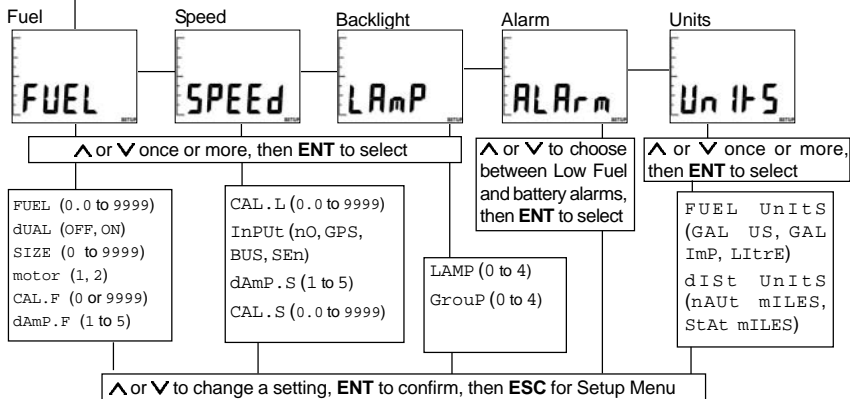 Fuel
Speed
Backlight
Alarm
Units
FUEL
SETUP
SPEEd
SETUP
LAmP
SETUP
ALArm
SETUP
UnItS
SETUP
∧ or ∨ once or more, then ENT to select
∧ or ∨ to choose
between Low Fuel
and battery alarms,
then ENT to select
∧ or ∨ once or more,
then ENT to select
FUEL (0.0 to 9999)
dUAL (OFF, ON)
SIZE (0 to 9999)
motor (1, 2)
CAL.F (0 or 9999)
dAmP.F (1 to 5)
CAL.L (0.0 to 9999)
InPUt (nO, GPS,
BUS, SEn)
dAmP.S (1 to 5)
CAL.S (0.0 to 9999)
LAMP (0 to 4)
GrouP (0 to 4)
FUEL UnItS
(GAL US, GAL
ImP, LItrE)
dISt UnItS
(nAUt mILES,
StAt mILES)
∧ or ∨ to change a setting, ENT to confirm, then ESC for Setup Menu